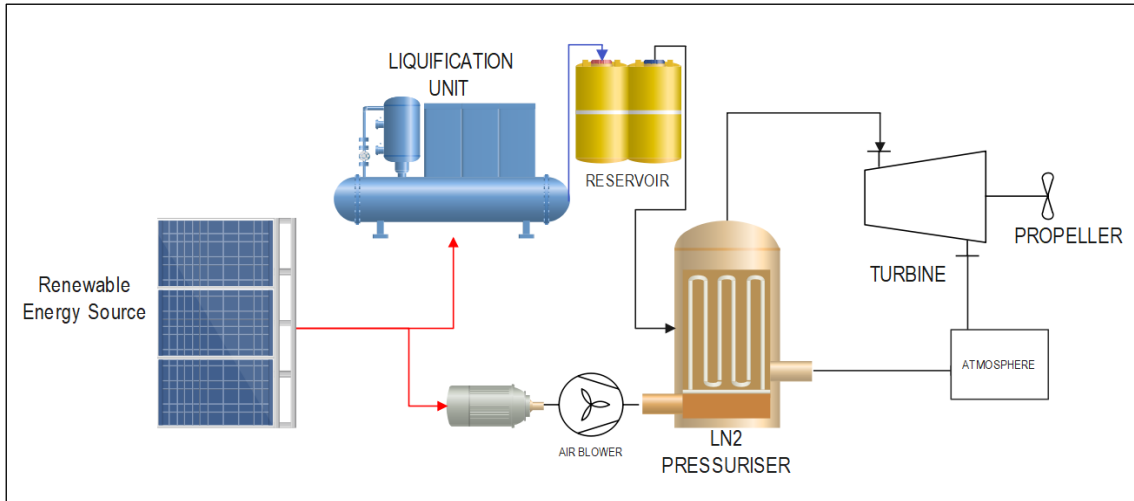 LIQUIFICATION
UNIT
RESERVOIR
PROPELLER
TURBINE
Renewable
Energy Source
ATMOSPHERE
AIR BLOWER
LN2
PRESSURISER